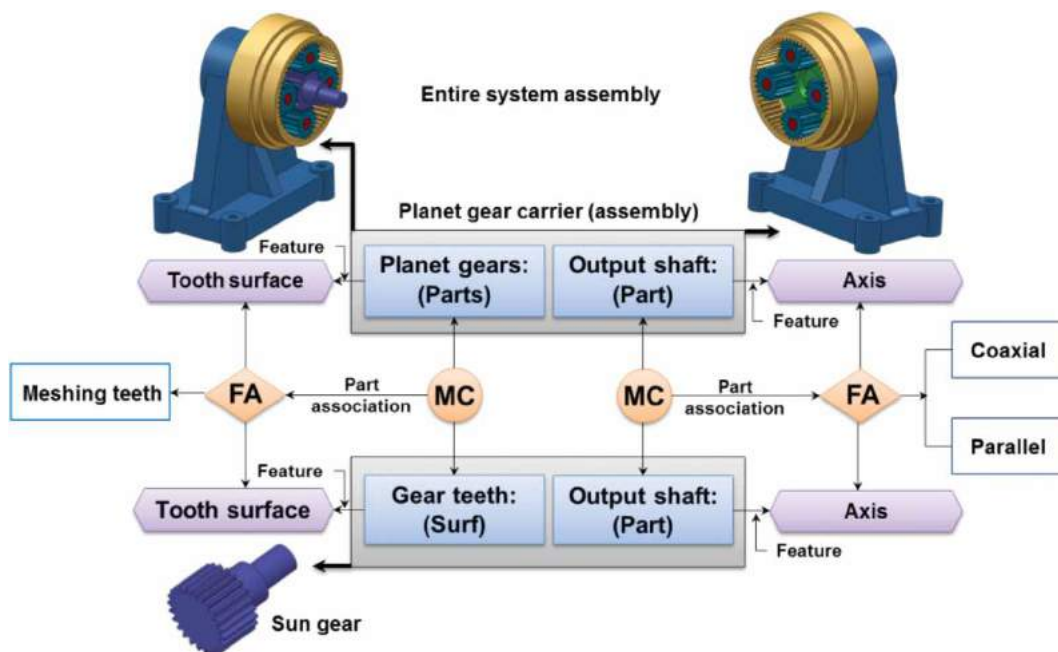 Entire system assembly
Planet gear carrier (assembly)
Feature
Tooth surface
Planet gears:
(Parts)
Output shaft:
(Part)
Axis
Feature
Coaxial
Meshing teeth
FA
Part
association
MC
MC
Part
association
FA
Parallel
Feature
Tooth surface
Gear teeth:
(Surf)
Output shaft:
(Part)
Axis
Feature
Sun gear